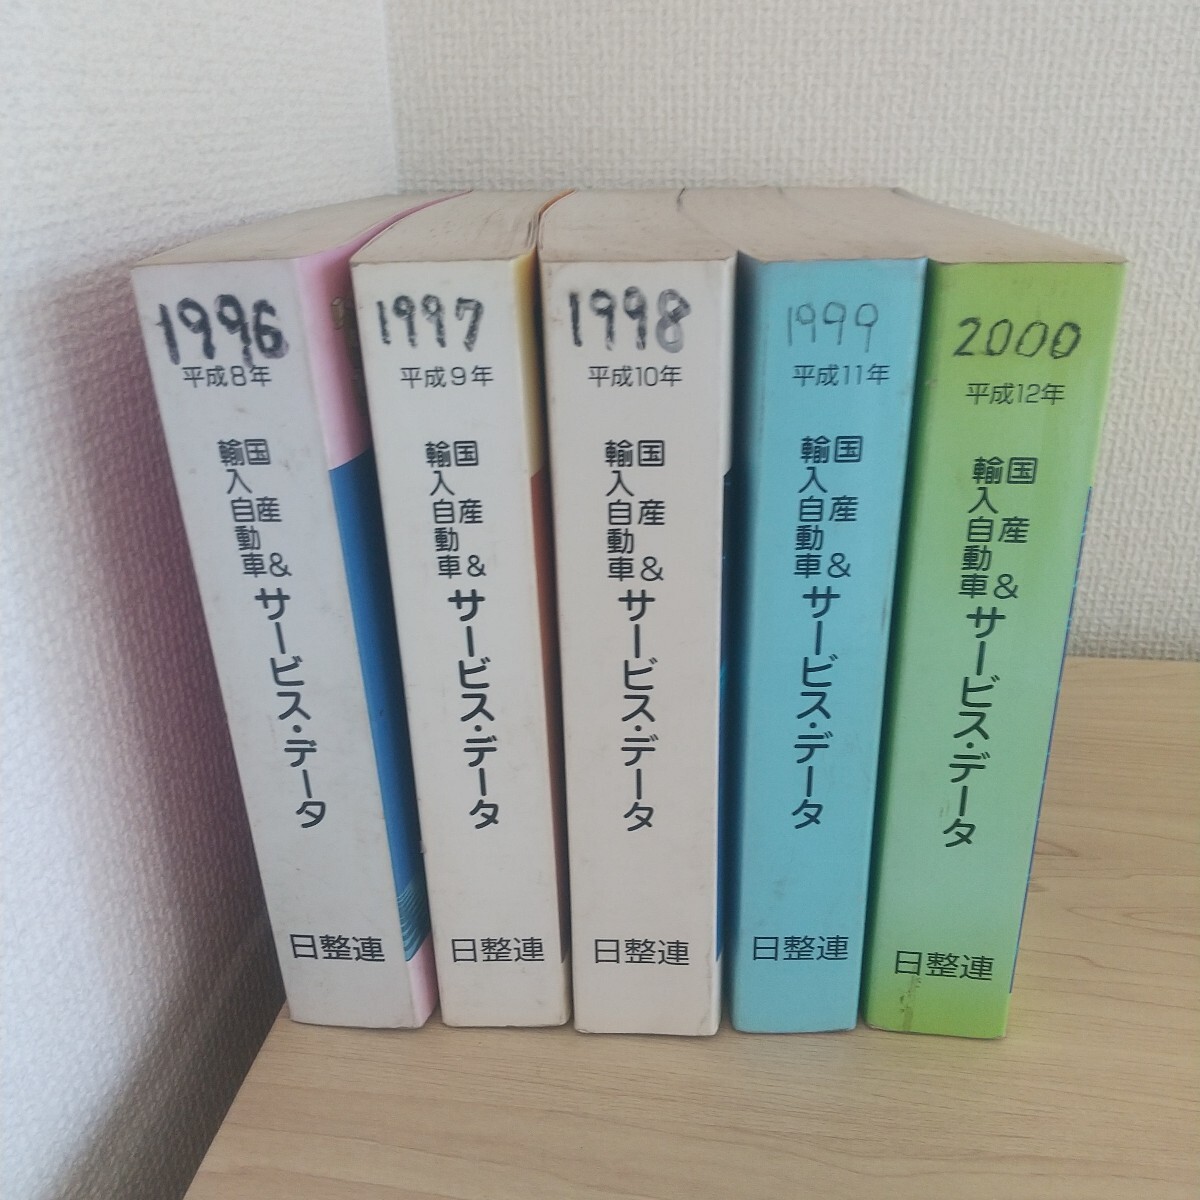 1996
平成8年
国産&
輸入自動車
サービス・データ
日整連
1997
平成9年
国産&
輸入自動車
サービス・データ
日整連
1998
平成10年
国産&
輸入自動車
サービス・データ
日整連
1999
平成11年
国産&
輸入自動車
サービス・データ
日整連
2000
平成12年
国産&
輸入自動車
サービス・データ
日整連